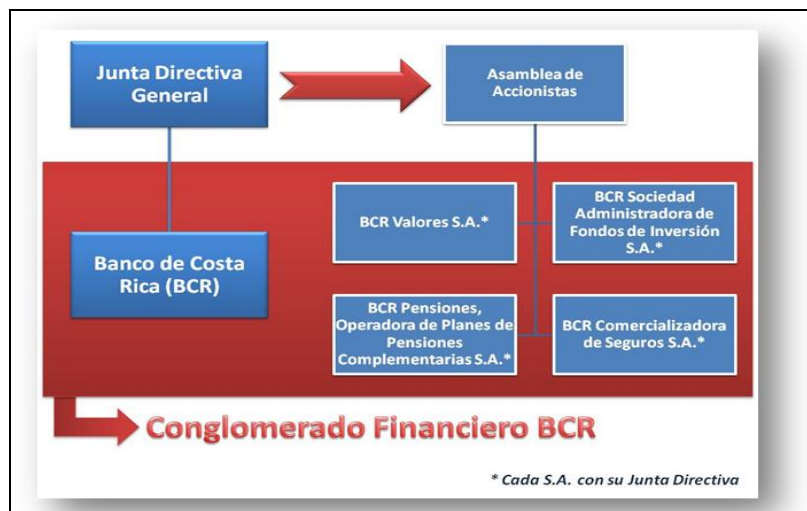 Junta Directiva
General
Asamblea de
Accionistas
BCR Valores S.A.*
BCR Sociedad
Administradora de
Fondos de Inversión
S.A.*
Banco de Costa
Rica (BCR)
BCR Pensiones,
Operadora de Planes de
Pensiones
Complementarias S.A.*
BCR Comercializadora
de Seguros S.A.*
Conglomerado Financiero BCR
* Cada S.A. con su Junta Directiva